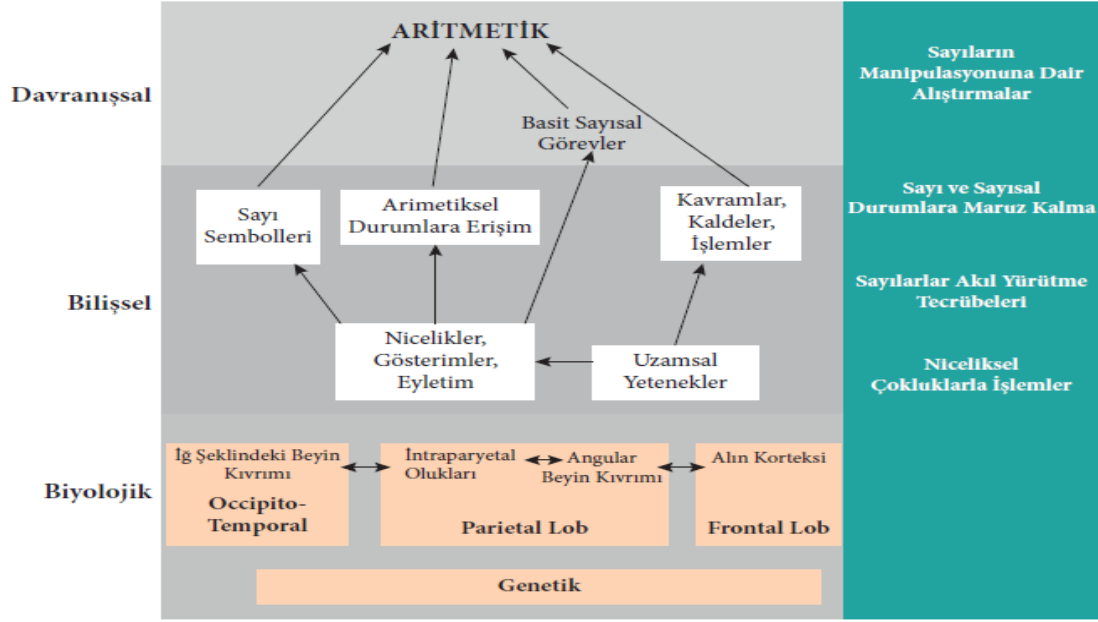 ARİTMETİK
Davranışsal
Basit Sayısal
Görevler
Sayı
Sembolleri
Arimetiksel
Durumlara Erişim
Kavramlar,
Kaldeler,
İşlemler
Bilişsel
Nicelikler,
Gösterimler,
Eyletim
Uzamsal
Yetenekler
Biyolojik
İğ Şeklindeki Beyin
Kıvrımı
Occipito-
Temporal
İntraparyetal
Olukları
Angular
Beyin Kıvrımı
Parietal Lob
Alın Korteksi
Frontal Lob
Genetik
Sayıların
Manipulasyonuna Dair
Alıştırmalar
Sayı ve Sayısal
Durumlara Maruz Kalma
Sayılarlar Akıl Yürütme
Tecrübeleri
Niceliksel
Çokluklarla İşlemler